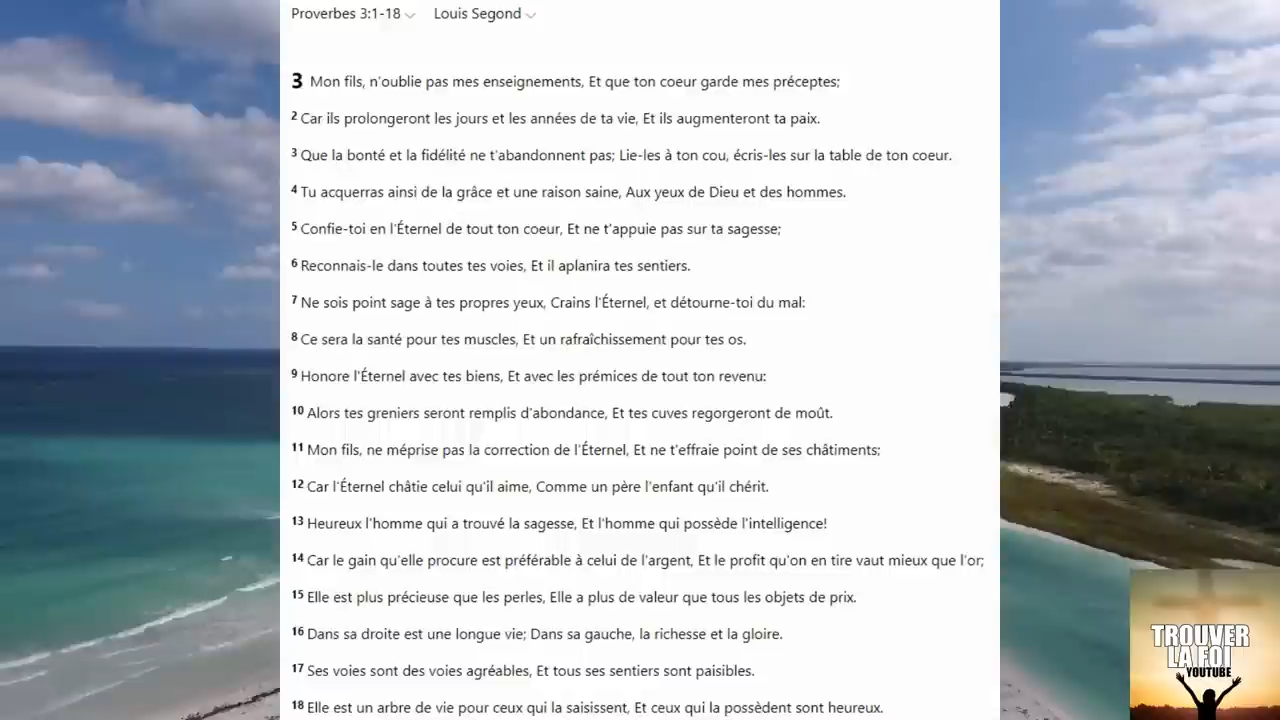 Proverbes 3:1-18 Louis Segond
3 Mon fils, n'oublie pas mes enseignements, Et que ton coeur garde mes préceptes;
2 Car ils prolongeront les jours et les années de ta vie, Et ils augmenteront ta paix.
3 Que la bonté et la fidélité ne t'abandonnent pas; Lie-les à ton cou, écris-les sur la table de ton coeur.
4 Tu acquerras ainsi de la grâce et une raison saine, Aux yeux de Dieu et des hommes.
5 Confie-toi en l'Éternel de tout ton coeur, Et ne t'appuie pas sur ta sagesse;
6 Reconnais-le dans toutes tes voies, Et il aplanira tes sentiers.
7 Ne sois point sage à tes propres yeux, Crains l'Éternel, et détourne-toi du mal:
8 Ce sera la santé pour tes muscles, Et un rafraîchissement pour tes os.
9 Honore l'Éternel avec tes biens, Et avec les prémices de tout ton revenu:
10 Alors tes greniers seront remplis d'abondance, Et tes cuves regorgeront de moût.
11 Mon fils, ne méprise pas la correction de l'Éternel, Et ne t'effraie point de ses châtiments;
12 Car l'Éternel châtie celui qu'il aime, Comme un père l'enfant qu'il chérit.
13 Heureux l'homme qui a trouvé la sagesse, Et l'homme qui possède l'intelligence!
14 Car le gain qu'elle procure est préférable à celui de l'argent, Et le profit qu'on en tire vaut mieux que l'or;
15 Elle est plus précieuse que les perles, Elle a plus de valeur que tous les objets de prix.
16 Dans sa droite est une longue vie; Dans sa gauche, la richesse et la gloire.
17 Ses voies sont des voies agréables, Et tous ses sentiers sont paisibles.
18 Elle est un arbre de vie pour ceux qui la saisissent, Et ceux qui la possèdent sont heureux.
TROUVER
LA FOI
YOUTUBE